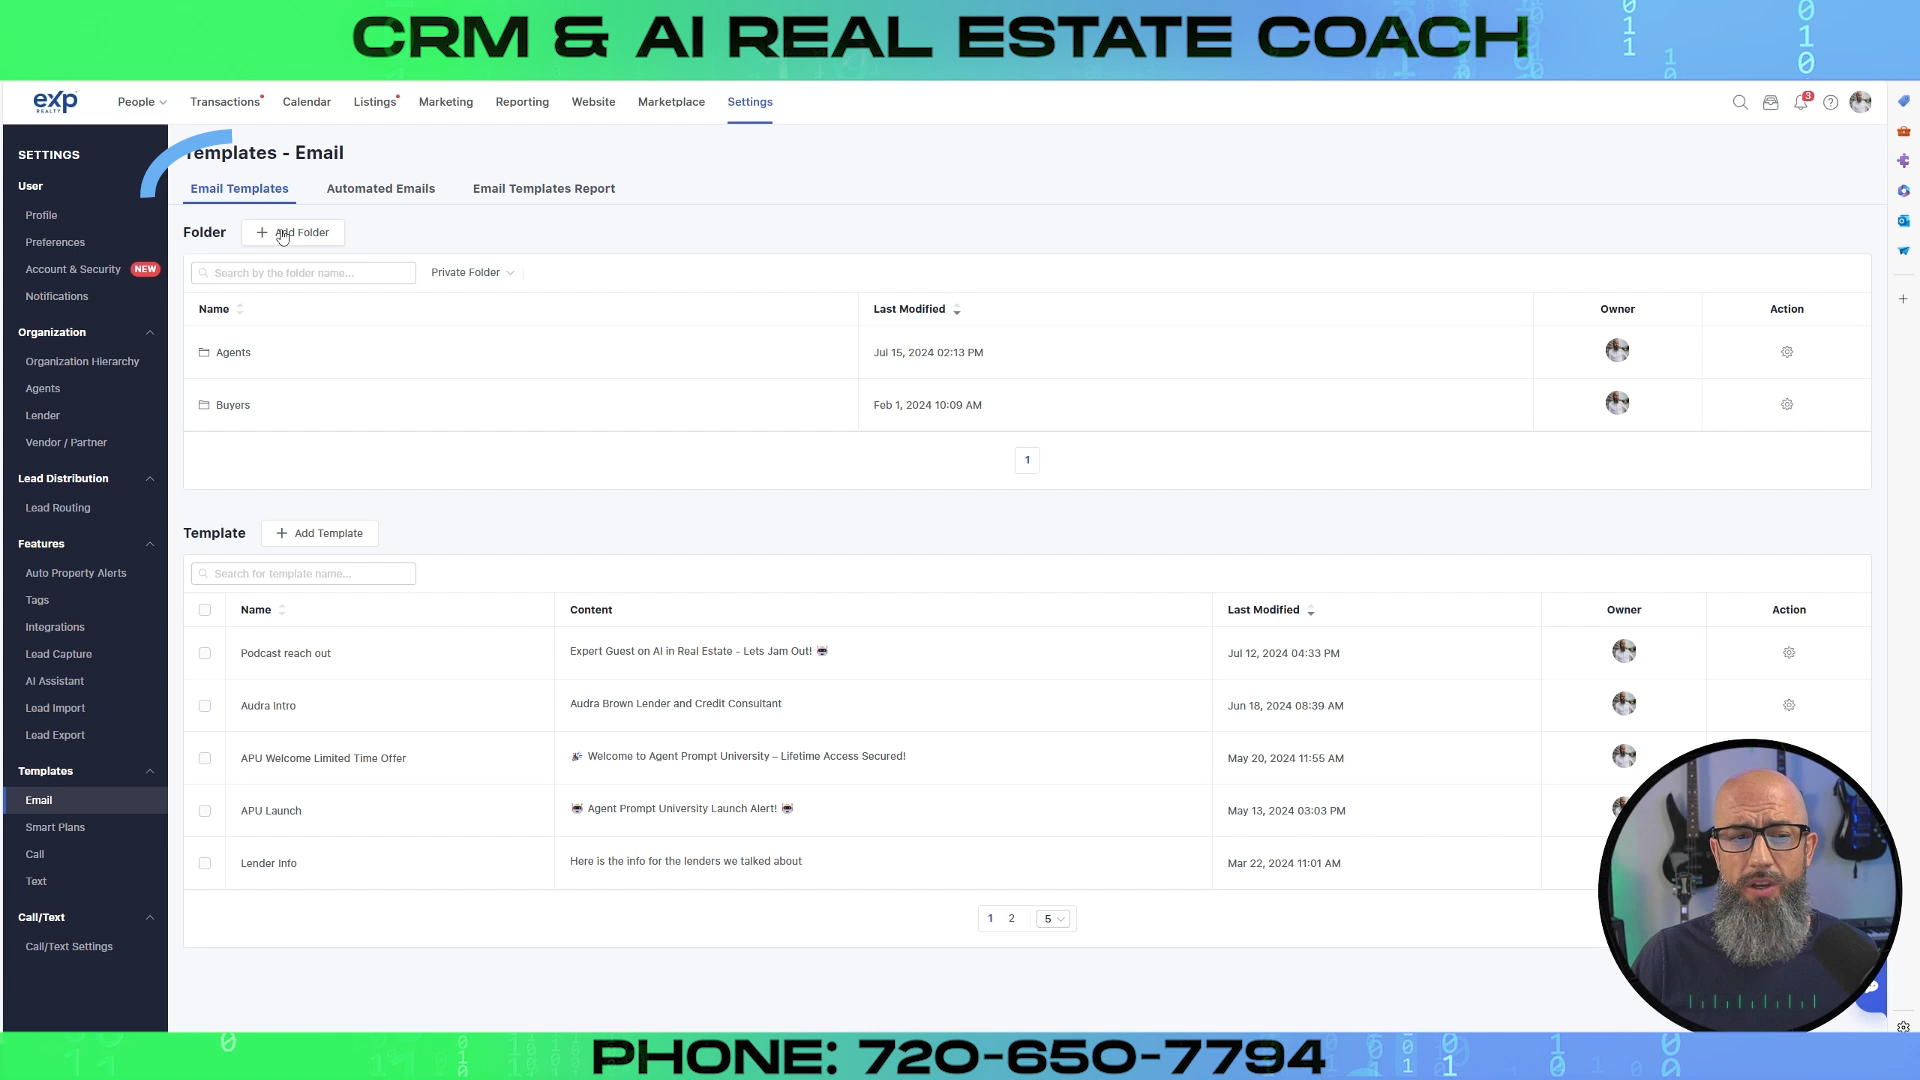 CRM & AI REAL ESTATE COACH
exp
REALTY
People
Transactions
Calendar
Listings
Marketing
Reporting
Website
Marketplace
Settings
3
SETTINGS
User
Profile
Preferences
Account & Security NEW
Notifications
Organization
Organization Hierarchy
Agents
Lender
Vendor / Partner
Lead Distribution
Lead Routing
Features
Auto Property Alerts
Tags
Integrations
Lead Capture
AI Assistant
Lead Import
Lead Export
Templates
Email
Smart Plans
Call
Text
Call/Text
Call/Text Settings
Templates - Email
Email Templates
Automated Emails
Email Templates Report
Folder
+ Add Folder
Search by the folder name...
Private Folder
Name
Last Modified
Owner
Action
Agents
Jul 15, 2024 02:13 PM
Buyers
Feb 1, 2024 10:09 AM
1
Template
+ Add Template
Search for template name...
Name
Content
Last Modified
Owner
Action
Podcast reach out
Expert Guest on AI in Real Estate - Lets Jam Out!
Jul 12, 2024 04:33 PM
Audra Intro
Audra Brown Lender and Credit Consultant
Jun 18, 2024 08:39 AM
APU Welcome Limited Time Offer
🎉 Welcome to Agent Prompt University – Lifetime Access Secured!
May 20, 2024 11:55 AM
APU Launch
Agent Prompt University Launch Alert!
May 13, 2024 03:03 PM
Lender Info
Here is the info for the lenders we talked about
Mar 22, 2024 11:01 AM
1 2 5
PHONE: 720-650-7794